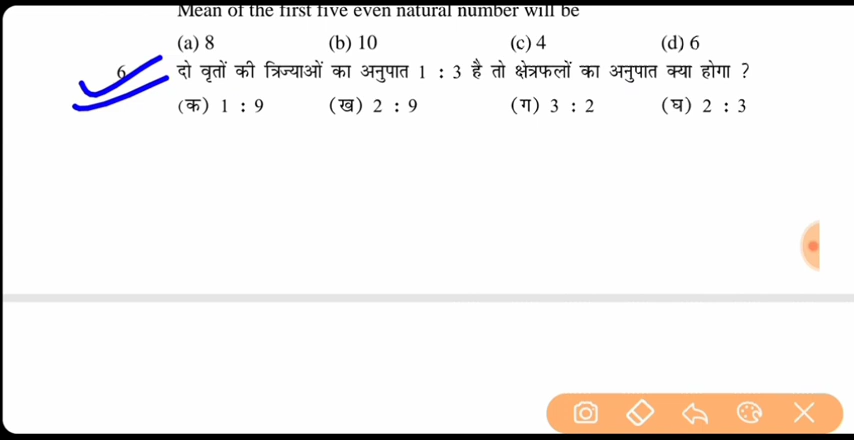 Mean of the first five even natural number will be
(a) 8 (b) 10 (c) 4 (d) 6
6 दो वृतों की त्रिज्याओं का अनुपात 1 : 3 है तो क्षेत्रफलों का अनुपात क्या होगा ?
(क) 1 : 9 (ख) 2 : 9 (ग) 3 : 2 (घ) 2 : 3